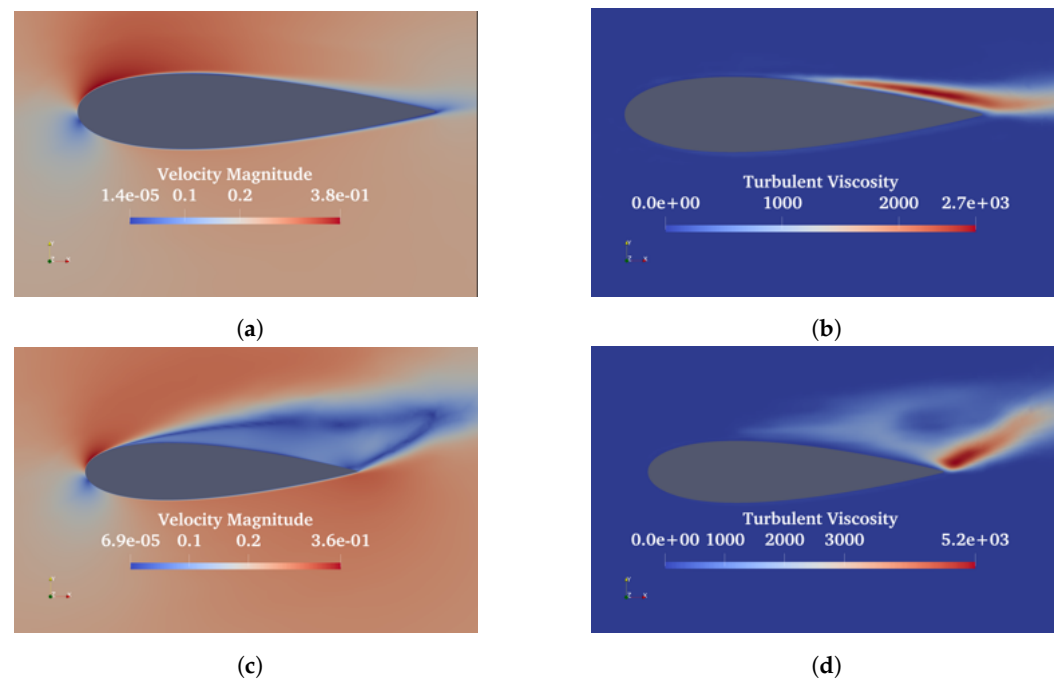 Velocity Magnitude
1.4e-05 0.1 0.2 3.8e-01
Turbulent Viscosity
0.0e+00 1000 2000 2.7e+03
(a)
(b)
Velocity Magnitude
6.9e-05 0.1 0.2 3.6e-01
Turbulent Viscosity
0.0e+00 1000 2000 3000 5.2e+03
(c)
(d)